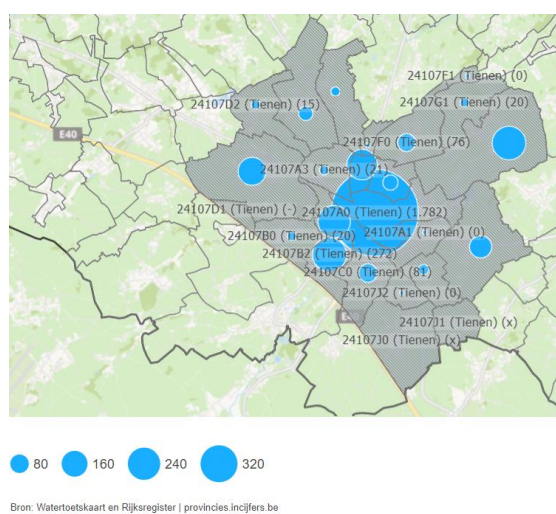 24107F1 (Tienen) (0)
24107D2 (Tienen) (15)
24107G1 (Tienen) (20)
E40
24107F0 (Tienen) (76)
24107A3 (Tienen) (21)
24107D1 (Tienen) (-)
24107A0 (Tienen) (1.782)
24107A1 (Tienen) (0)
24107B0 (Tienen) (20)
24107B2 (Tienen) (272)
24107C0 (Tienen) (81)
24107J2 (Tienen) (0)
24107J1 (Tienen) (x)
24107J0 (Tienen) (x)
80 160 240 320
Bron: Watertoetskaart en Rijksregister | provincies.incijfers.be